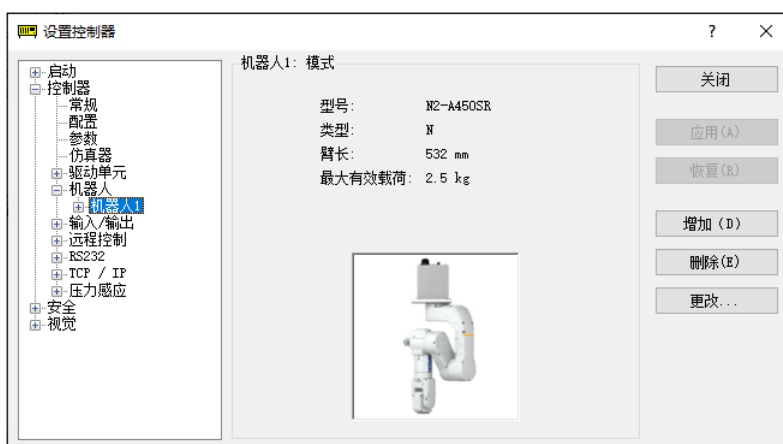 设置控制器
启动
控制器
常规
配置
参数
仿真器
驱动单元
机器人
机器人1
输入/输出
远程控制
RS232
TCP / IP
压力感应
安全
视觉
机器人1: 模式
型号: N2-A450SR
类型: N
臂长: 532 mm
最大有效载荷: 2.5 kg
关闭
应用(A)
恢复(R)
增加 (D)
删除(E)
更改...